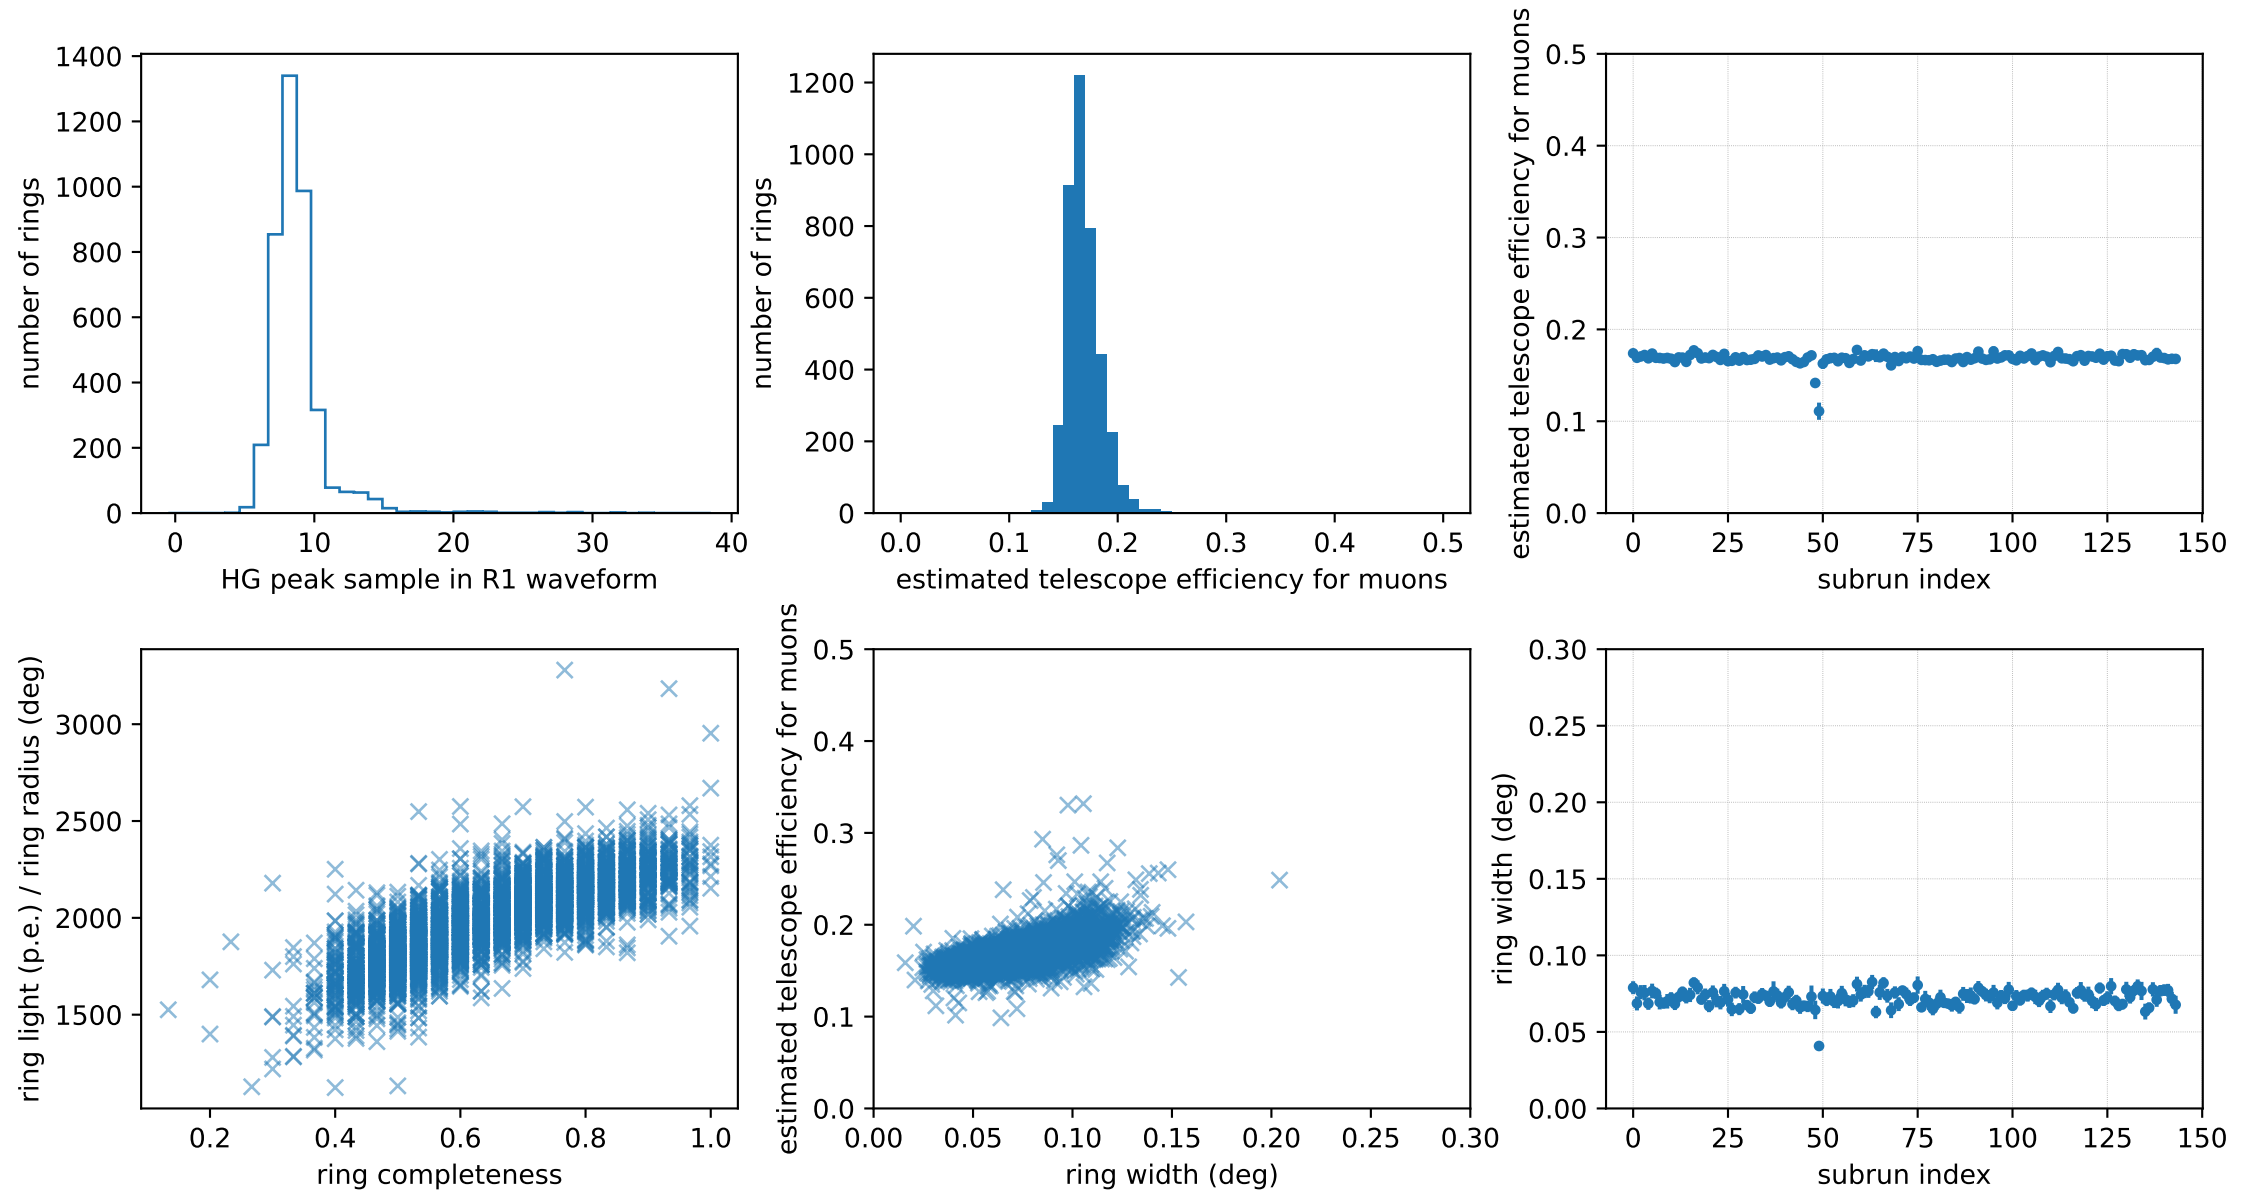 1400
1200
1000
800
600
400
200
0
number of rings
0 10 20 30 40
HG peak sample in R1 waveform
1200
1000
800
600
400
200
0
number of rings
0.0 0.1 0.2 0.3 0.4 0.5
estimated telescope efficiency for muons
0.5
0.4
0.3
0.2
0.1
0.0
estimated telescope efficiency for muons
0 25 50 75 100 125 150
subrun index
3000
2500
2000
1500
ring light (p.e.) / ring radius (deg)
0.2 0.4 0.6 0.8 1.0
ring completeness
0.5
0.4
0.3
0.2
0.1
0.0
estimated telescope efficiency for muons
0.00 0.05 0.10 0.15 0.20 0.25 0.30
ring width (deg)
0.30
0.25
0.20
0.15
0.10
0.05
0.00
ring width (deg)
0 25 50 75 100 125 150
subrun index